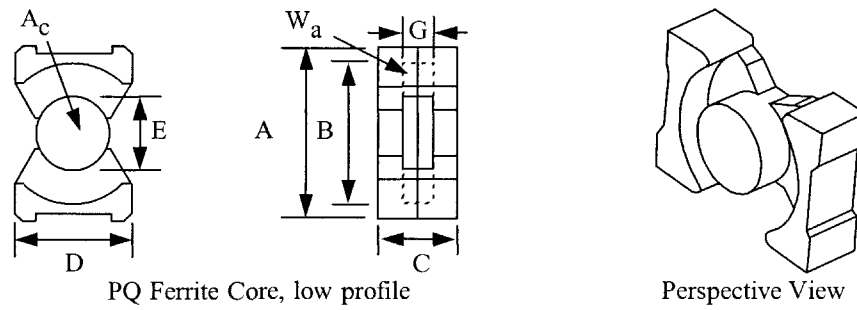 A_c
W_a
G
E
A
B
D
C
PQ Ferrite Core, low profile
Perspective View